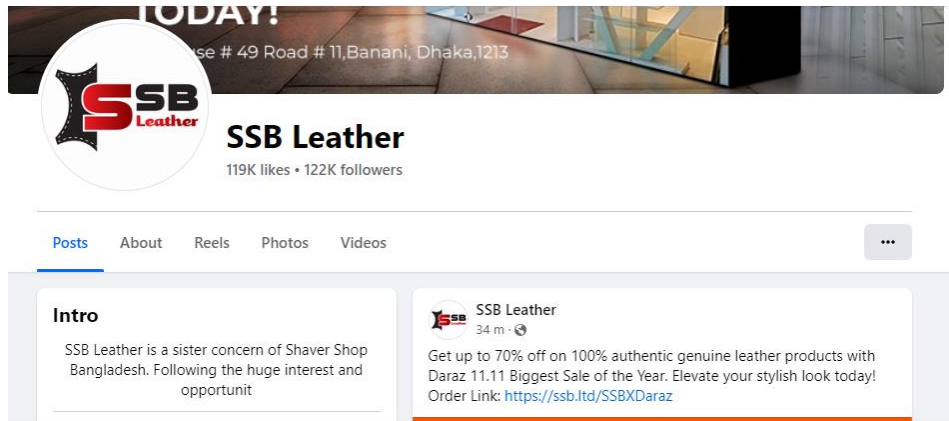 TODAY!
se # 49 Road # 11,Banani, Dhaka,1213
SSB
Leather
SSB Leather
119K likes • 122K followers
Posts
About
Reels
Photos
Videos
Intro
SSB Leather is a sister concern of Shaver Shop
Bangladesh. Following the huge interest and
opportunit
SSB
Leather
SSB Leather
34 m ·
Get up to 70% off on 100% authentic genuine leather products with
Daraz 11.11 Biggest Sale of the Year. Elevate your stylish look today!
Order Link: https://ssb.ltd/SSBXDaraz